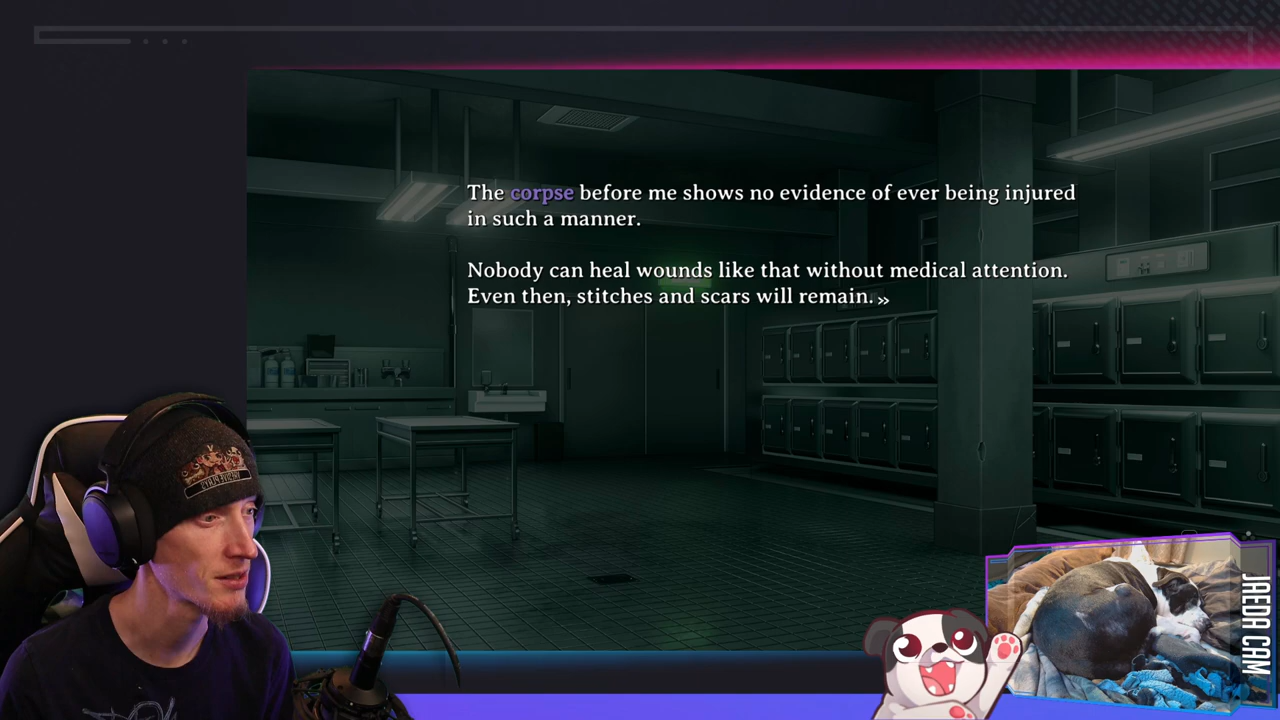 The corpse before me shows no evidence of ever being injured
in such a manner.
Nobody can heal wounds like that without medical attention.
Even then, stitches and scars will remain. »
JAEDA CAM